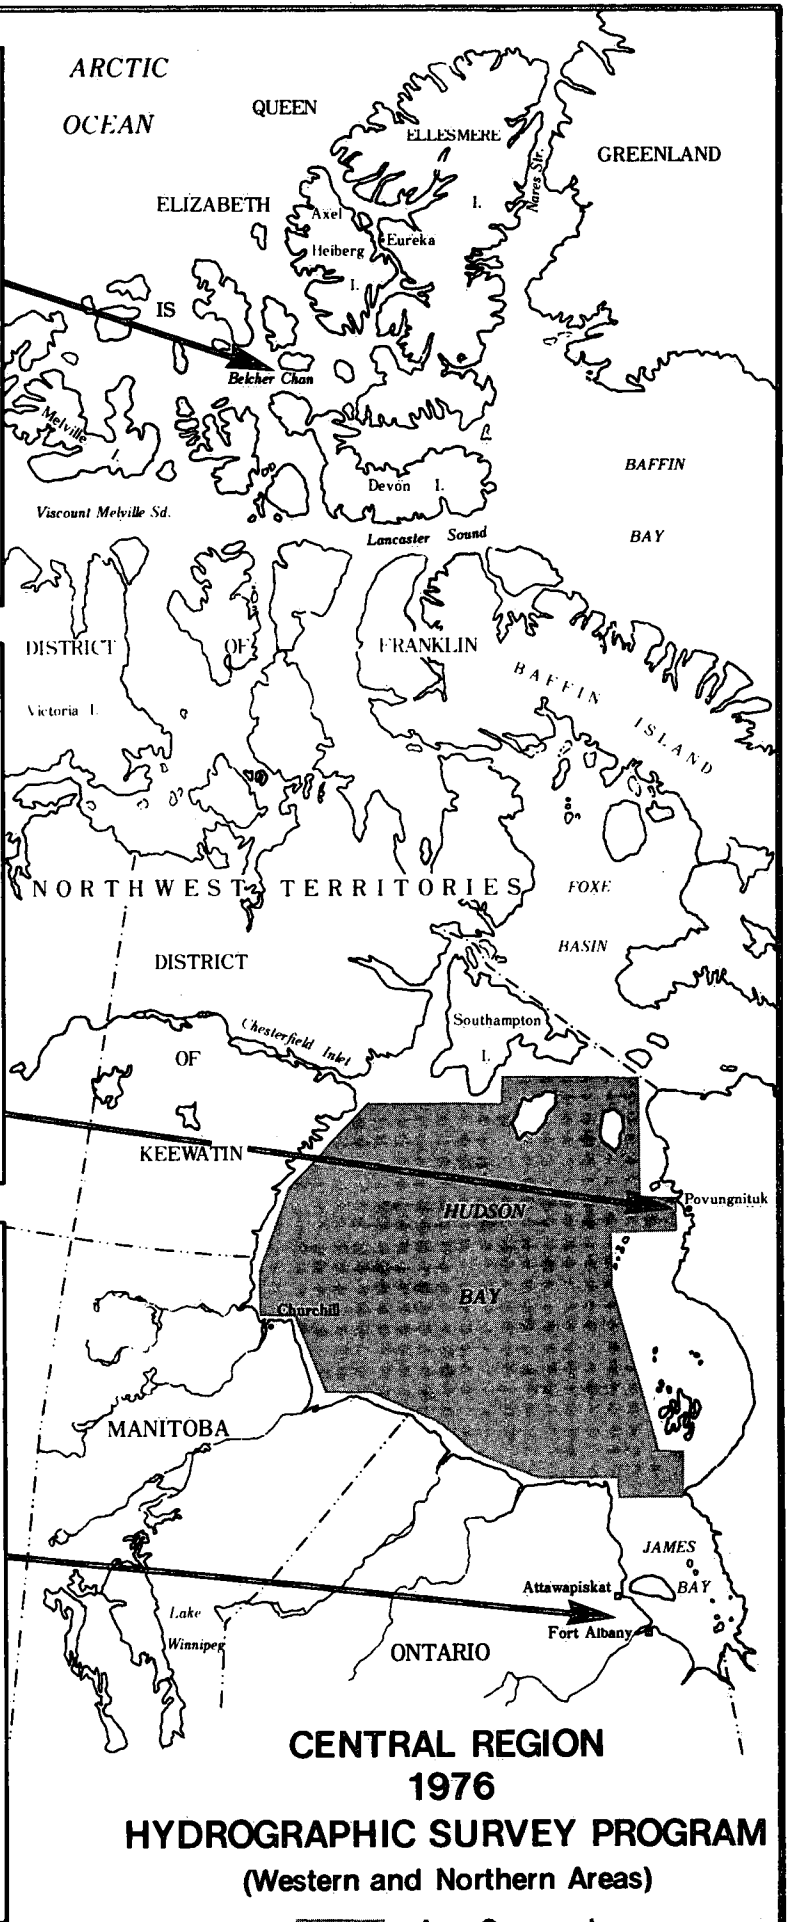 ARCTIC
OCEAN
QUEEN
ELLESMERE
I.
GREENLAND
Nares Str.
ELIZABETH
Axel
Heiberg
I.
Eureka
IS
Belcher Chan
Melville
I.
Devon I.
BAFFIN
BAY
Viscount Melville Sd.
Lancaster Sound
DISTRICT OF FRANKLIN
Victoria I.
BAFFIN ISLAND
NORTHWEST TERRITORIES
FOXE
BASIN
DISTRICT
OF
KEEWATIN
Chesterfield Inlet
Southampton
I.
Povungnituk
HUDSON
BAY
Churchill
MANITOBA
JAMES
BAY
Attawapiskat
Fort Albany
Lake
Winnipeg
ONTARIO
CENTRAL REGION
1976
HYDROGRAPHIC SURVEY PROGRAM
(Western and Northern Areas)